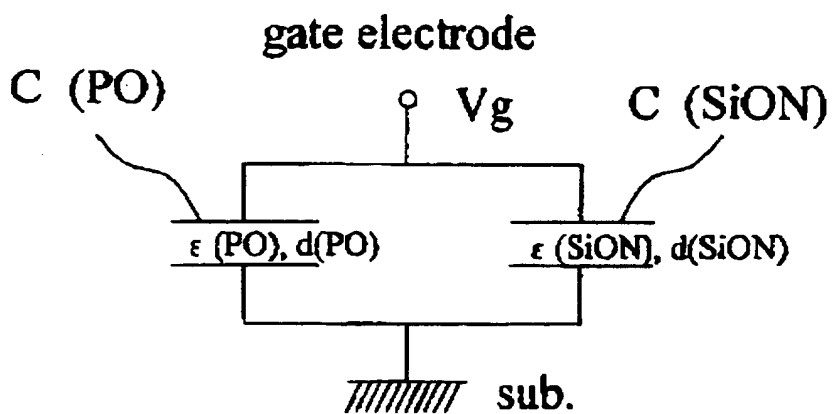 gate electrode
C (PO)
Vg
C (SiON)
ε (PO), d(PO)
ε (SiON), d(SiON)
sub.